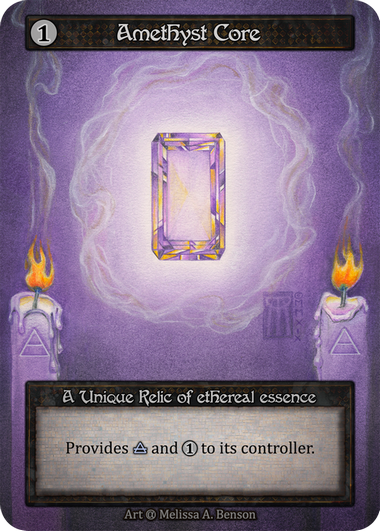 1
Amethyst Core
A Unique Relic of ethereal essence
Provides and 1 to its controller.
Art @ Melissa A. Benson